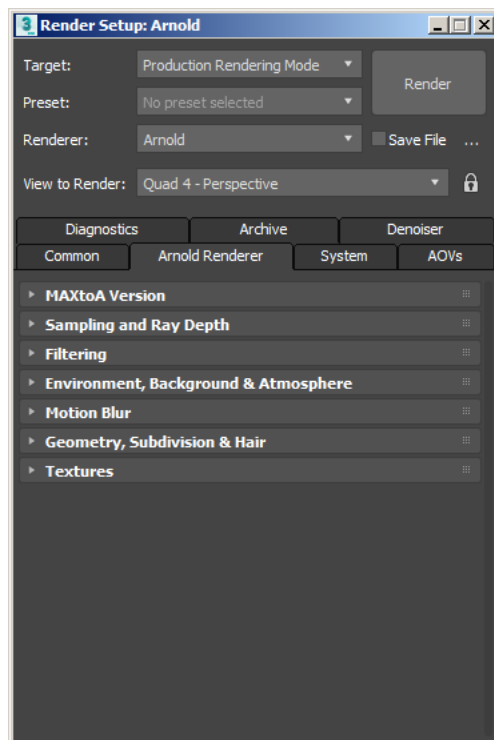 Render Setup: Arnold
Target: Production Rendering Mode
Render
Preset: No preset selected
Renderer: Arnold Save File ...
View to Render: Quad 4 - Perspective
Diagnostics Archive Denoiser
Common Arnold Renderer System AOVs
MAXtoA Version
Sampling and Ray Depth
Filtering
Environment, Background & Atmosphere
Motion Blur
Geometry, Subdivision & Hair
Textures